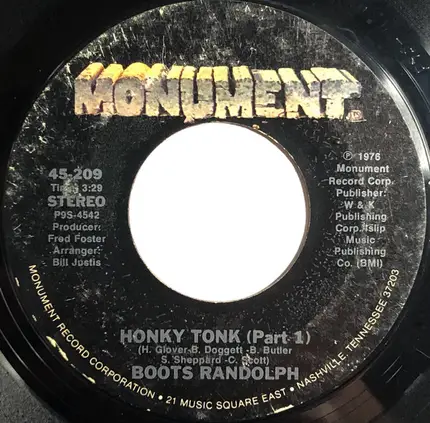 MONUMENT
45-209
Time 3:29
STEREO
P9S-4542
Producer:
Fred Foster
Arranger:
Bill Justis
Ⓟ 1976
Monument
Record Corp.
Publisher:
W & K
Publishing
Corp./Islip
Music
Publishing
Co. (BMI)
HONKY TONK (Part 1)
(H. Glover-B. Doggett -B. Butler
S. Sheppard -C. Scott)
BOOTS RANDOLPH
MONUMENT RECORD CORPORATION • 21 MUSIC SQUARE EAST • NASHVILLE, TENNESSEE 37203